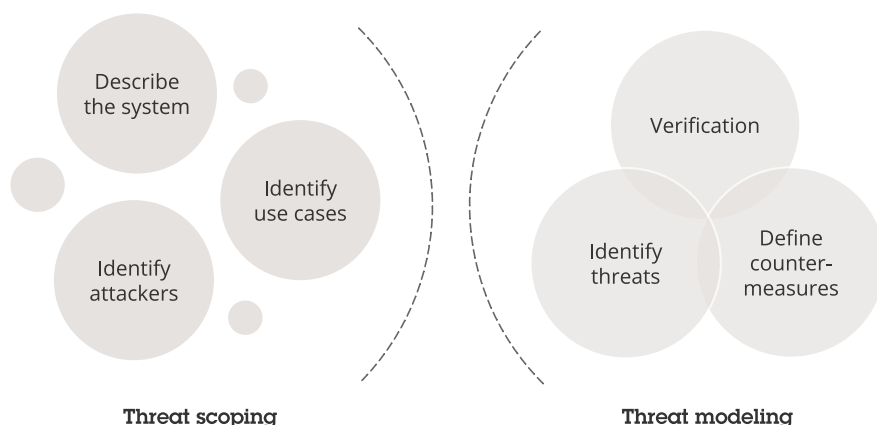 Describe
the system
Identify
use cases
Identify
attackers
Threat scoping
Verification
Identify
threats
Define
counter-
measures
Threat modeling